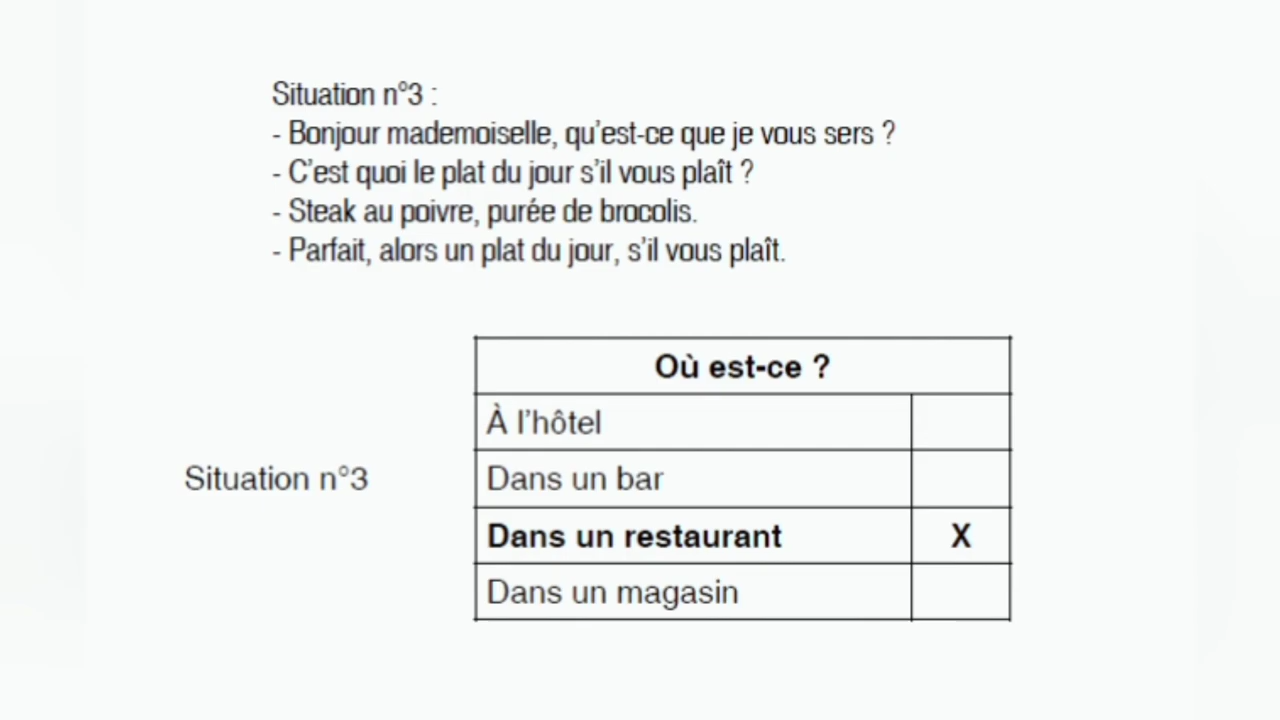 Situation n°3 :
- Bonjour mademoiselle, qu’est-ce que je vous sers ?
- C’est quoi le plat du jour s’il vous plaît ?
- Steak au poivre, purée de brocolis.
- Parfait, alors un plat du jour, s’il vous plaît.
Où est-ce ?
À l’hôtel
Situation n°3
Dans un bar
Dans un restaurant X
Dans un magasin